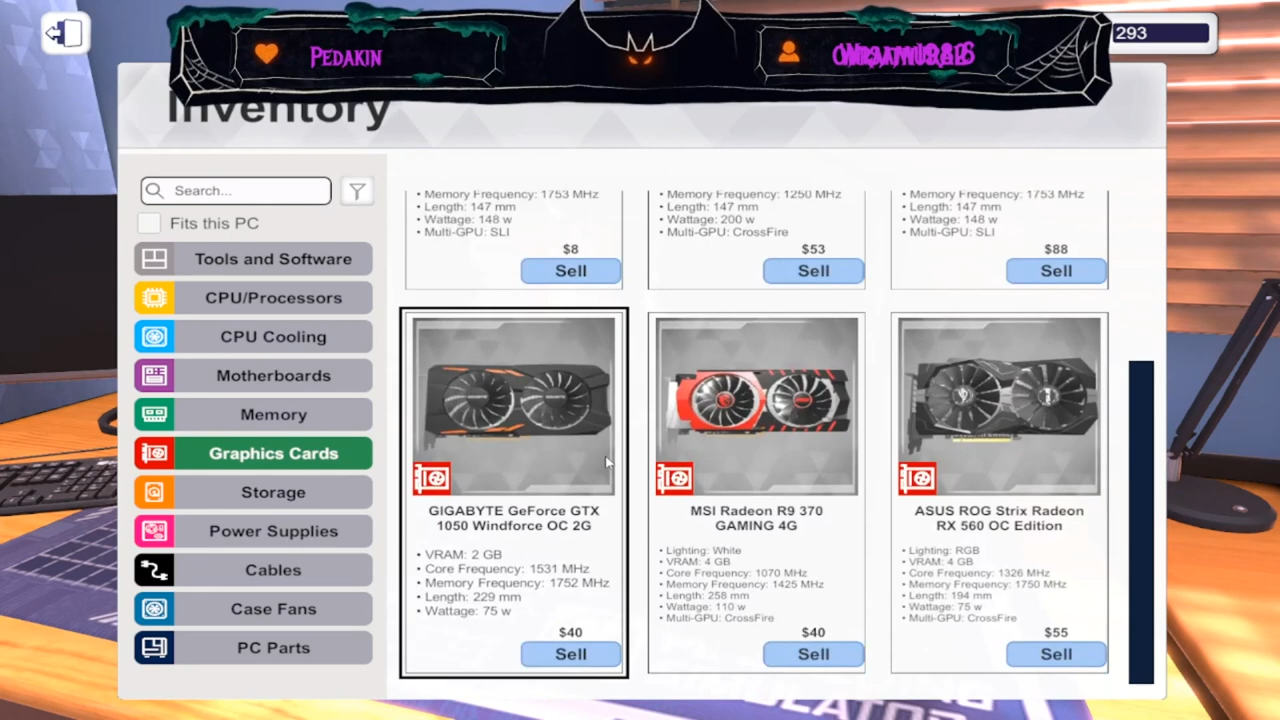 293
PEDAKIN
Inventory
Search...
Fits this PC
Tools and Software
CPU/Processors
CPU Cooling
Motherboards
Memory
Graphics Cards
Storage
Power Supplies
Cables
Case Fans
PC Parts
• Memory Frequency: 1753 MHz
• Length: 147 mm
• Wattage: 148 w
• Multi-GPU: SLI
$8
Sell
• Memory Frequency: 1250 MHz
• Length: 147 mm
• Wattage: 200 w
• Multi-GPU: CrossFire
$53
Sell
• Memory Frequency: 1753 MHz
• Length: 147 mm
• Wattage: 148 w
• Multi-GPU: SLI
$88
Sell
GIGABYTE GeForce GTX
1050 Windforce OC 2G
• VRAM: 2 GB
• Core Frequency: 1531 MHz
• Memory Frequency: 1752 MHz
• Length: 229 mm
• Wattage: 75 w
$40
Sell
MSI Radeon R9 370
GAMING 4G
• Lighting: White
• VRAM: 4 GB
• Core Frequency: 1070 MHz
• Memory Frequency: 1425 MHz
• Length: 258 mm
• Wattage: 110 w
• Multi-GPU: CrossFire
$40
Sell
ASUS ROG Strix Radeon
RX 560 OC Edition
• Lighting: RGB
• VRAM: 4 GB
• Core Frequency: 1326 MHz
• Memory Frequency: 1750 MHz
• Length: 194 mm
• Wattage: 75 w
• Multi-GPU: CrossFire
$55
Sell